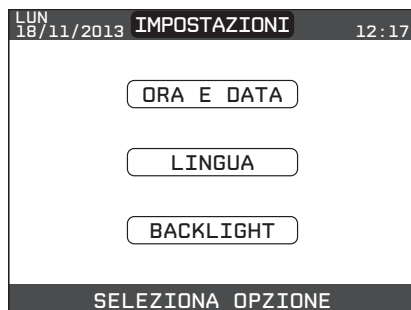 LUN
18/11/2013 IMPOSTAZIONI 12:17
ORA E DATA
LINGUA
BACKLIGHT
SELEZIONA OPZIONE